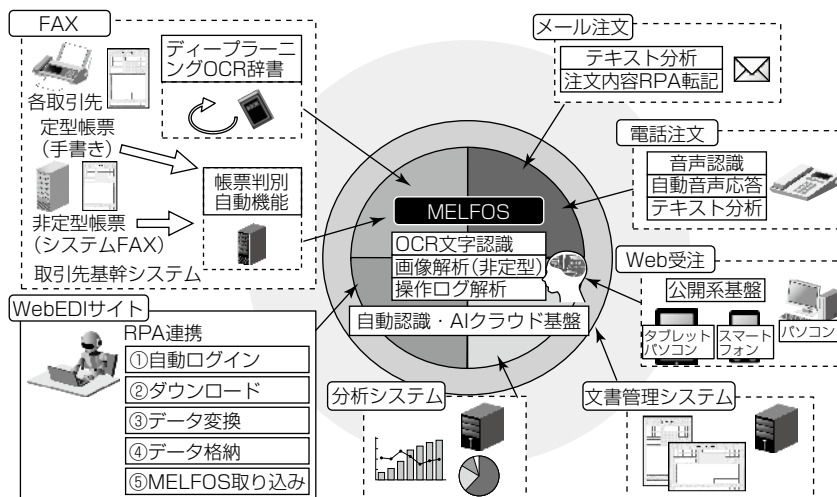 FAX
ディープラーニ
ングOCR辞書
各取引先
定型帳票
(手書き)
帳票判別
自動機能
非定型帳票
(システムFAX)
取引先基幹システム
メール注文
テキスト分析
注文内容RPA転記
電話注文
音声認識
自動音声応答
テキスト分析
MELFOS
OCR文字認識
画像解析(非定型)
操作ログ解析
自動認識・AIクラウド基盤
Web受注
公開系基盤
タブレット
パソコン
スマート
フォン
パソコン
WebEDIサイト
RPA連携
①自動ログイン
②ダウンロード
③データ変換
④データ格納
⑤MELFOS取り込み
分析システム
文書管理システム